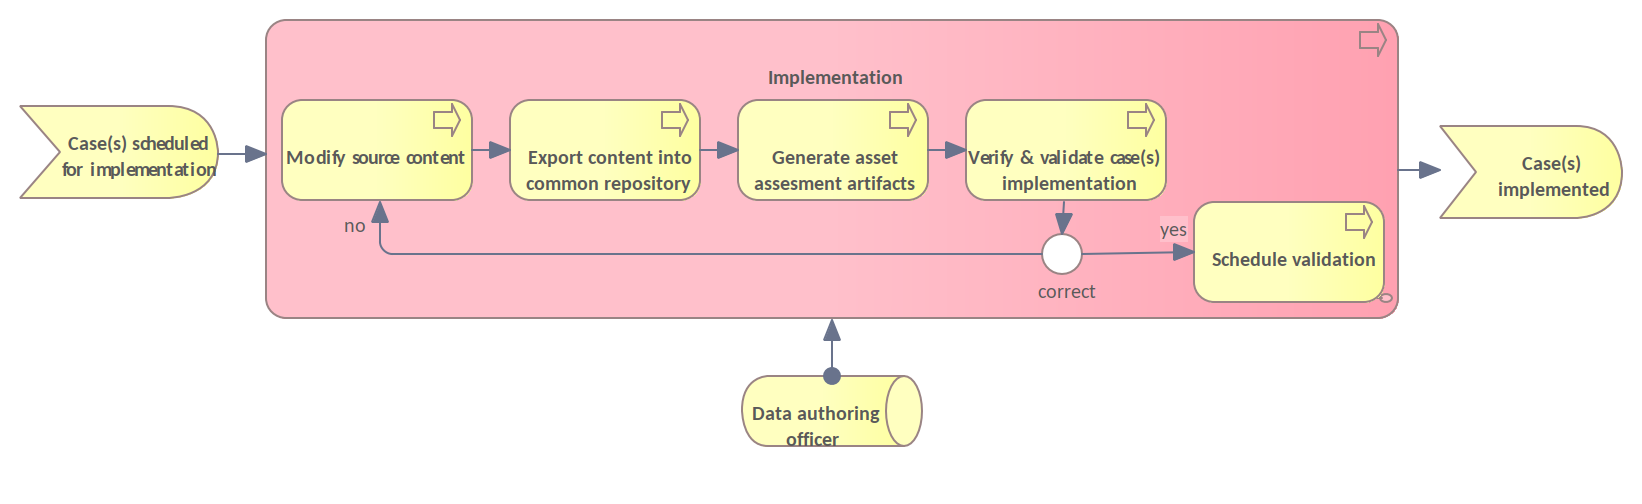 Implementation
Case(s) scheduled
for implementation
Modify source content
Export content into
common repository
Generate asset
assesment artifacts
Verify & validate case(s)
implementation
Case(s)
implemented
no
yes
Schedule validation
correct
Data authoring
officer